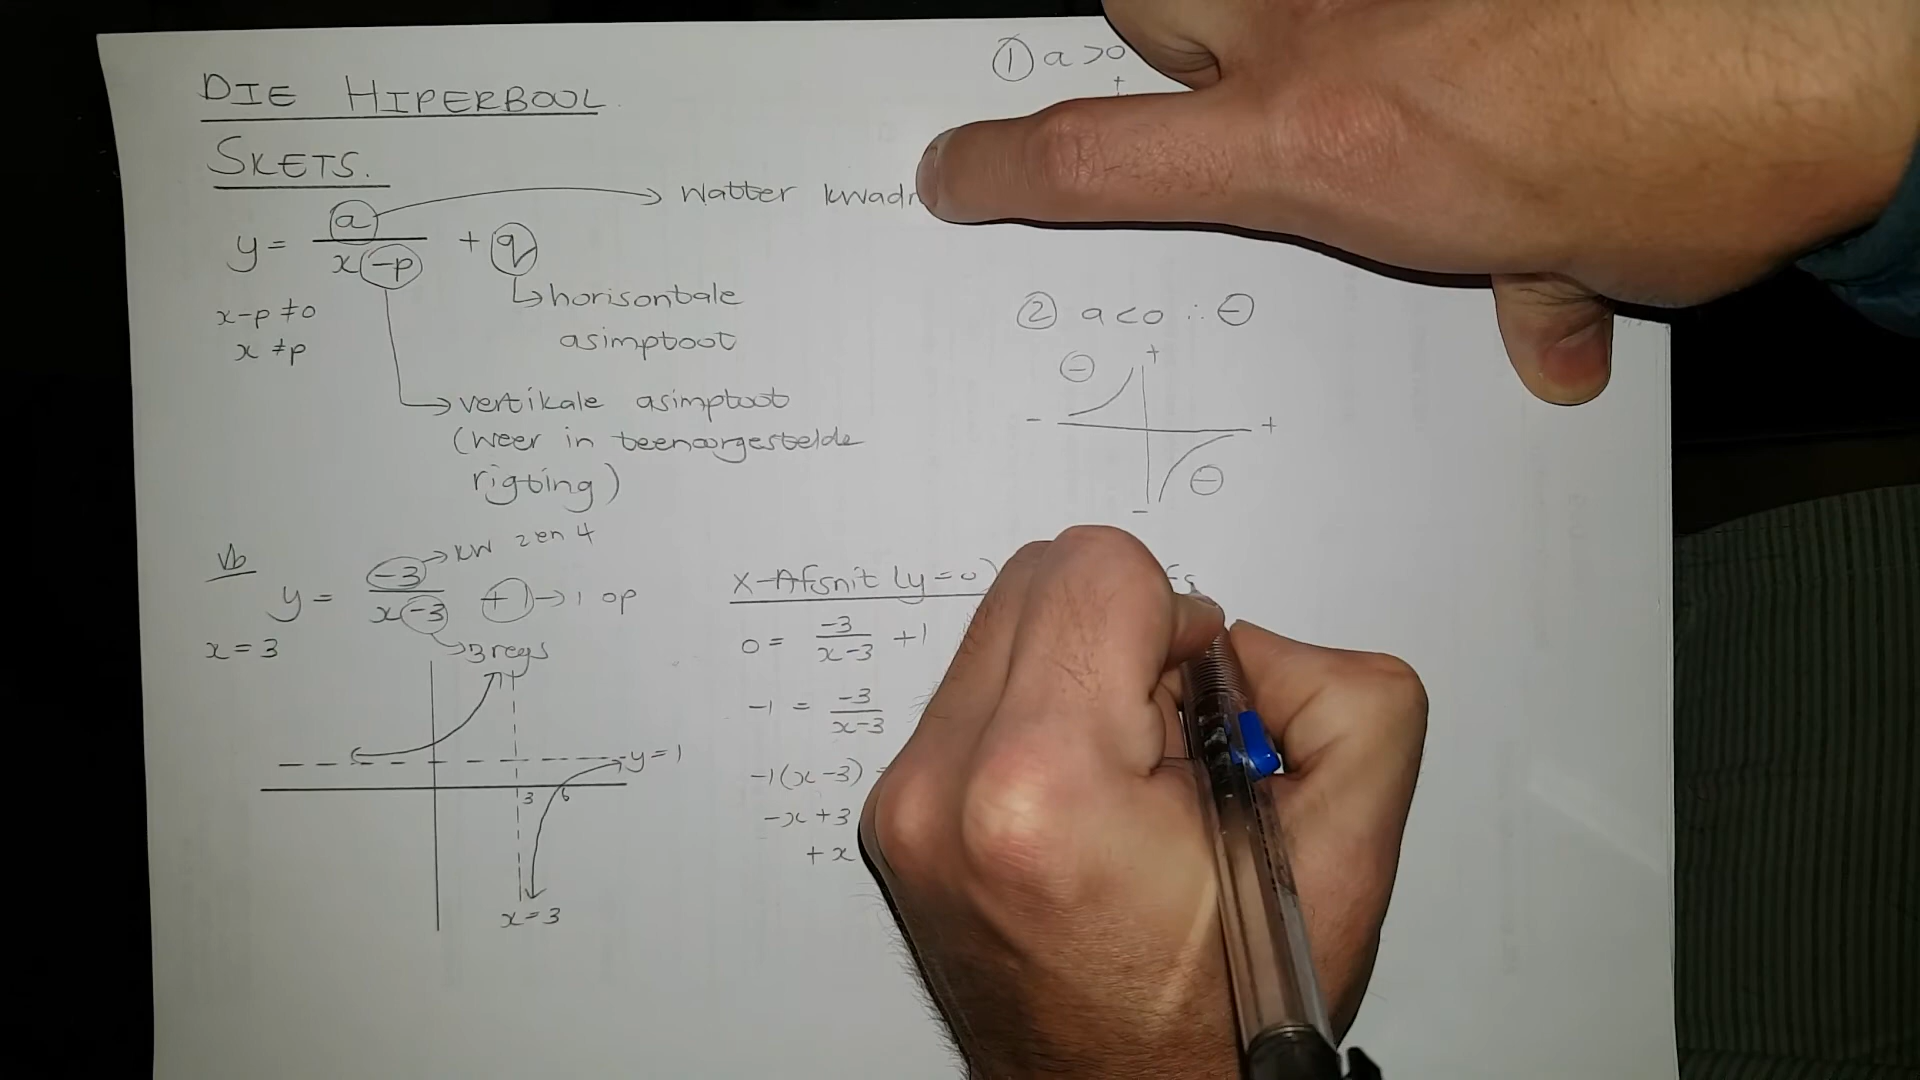 DIE HIPERBOOL.
SKETS.
y = a / x-p + q
→ watter
x-p ≠ 0
x ≠ p
↳ horisontale
asimptoot
→ vertikale asimptoot
(weer in teenoorgestelde
rigting)
① a > 0
+
② a < 0 ∴ ⊖
⊖ +
- +
⊖
-
Vb
y = -3 / x-3 + 1 → 1 op
→ kw 2 en 4
→ 3 regs
x = 3
y = 1
3 6
x = 3
X-Afsnit (y=0)
0 = -3 / x-3 + 1
-1 = -3 / x-3
-1(x-3)
-x+3
+x